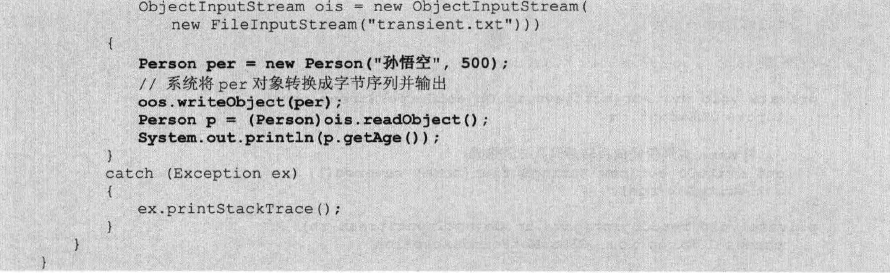 ObjectInputStream ois = new ObjectInputStream(
new FileInputStream("transient.txt")))
{
Person per = new Person("孙悟空", 500);
// 系统将 per 对象转换成字节序列并输出
oos.writeObject(per);
Person p = (Person)ois.readObject();
System.out.println(p.getAge());
}
catch (Exception ex)
{
ex.printStackTrace();
}
}
}